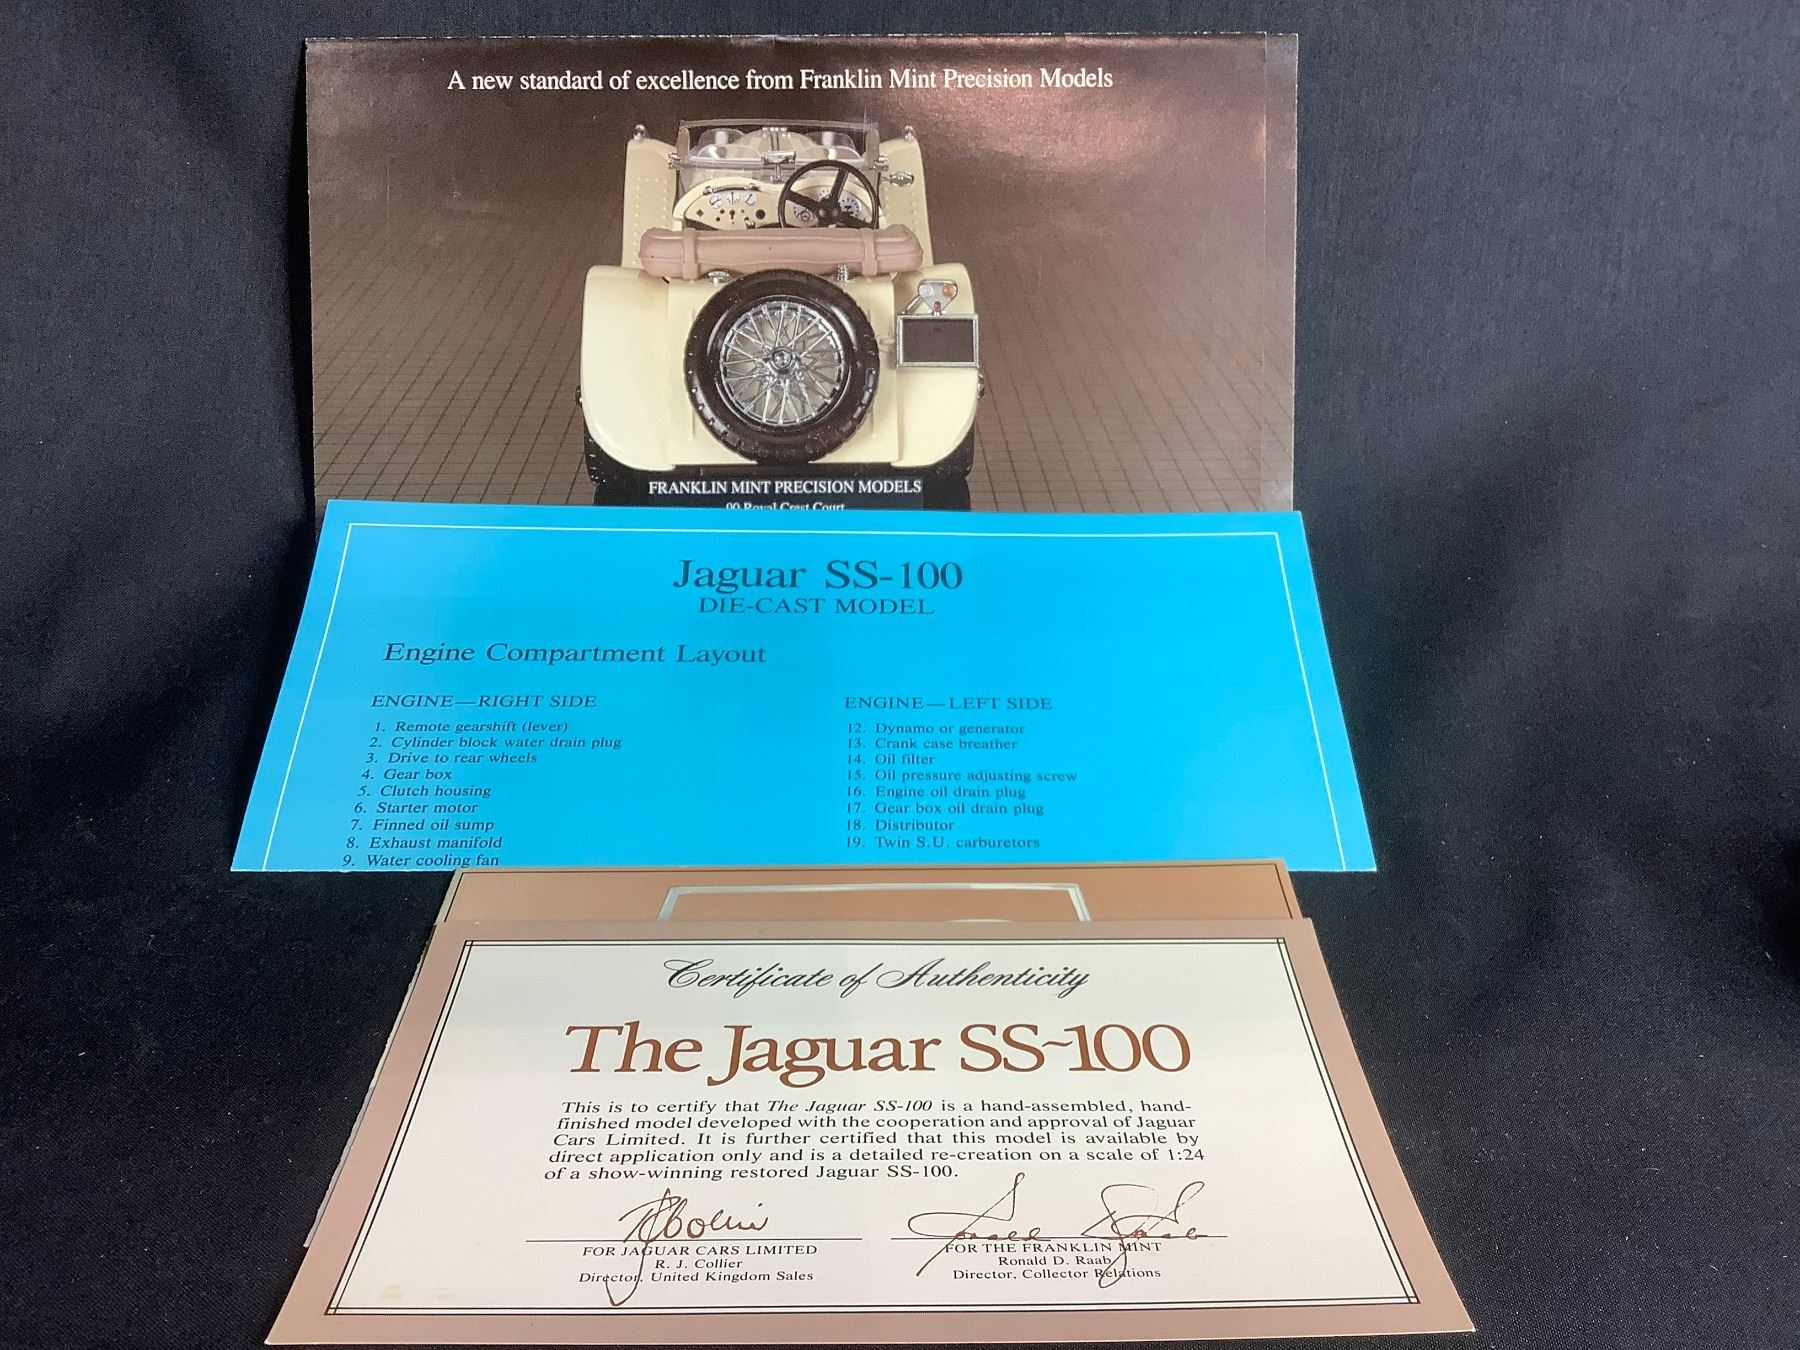 A new standard of excellence from Franklin Mint Precision Models
FRANKLIN MINT PRECISION MODELS
00 Royal Crest Court
Jaguar SS-100
DIE-CAST MODEL
Engine Compartment Layout
ENGINE—RIGHT SIDE
1. Remote gearshift (lever)
2. Cylinder block water drain plug
3. Drive to rear wheels
4. Gear box
5. Clutch housing
6. Starter motor
7. Finned oil sump
8. Exhaust manifold
9. Water cooling fan
ENGINE—LEFT SIDE
12. Dynamo or generator
13. Crank case breather
14. Oil filter
15. Oil pressure adjusting screw
16. Engine oil drain plug
17. Gear box oil drain plug
18. Distributor
19. Twin S.U. carburetors
Certificate of Authenticity
The Jaguar SS~100
This is to certify that The Jaguar SS-100 is a hand-assembled, hand-
finished model developed with the cooperation and approval of Jaguar
Cars Limited. It is further certified that this model is available by
direct application only and is a detailed re-creation on a scale of 1:24
of a show-winning restored Jaguar SS-100.
FOR JAGUAR CARS LIMITED
R. J. Collier
Director, United Kingdom Sales
FOR THE FRANKLIN MINT
Ronald D. Raab
Director, Collector Relations